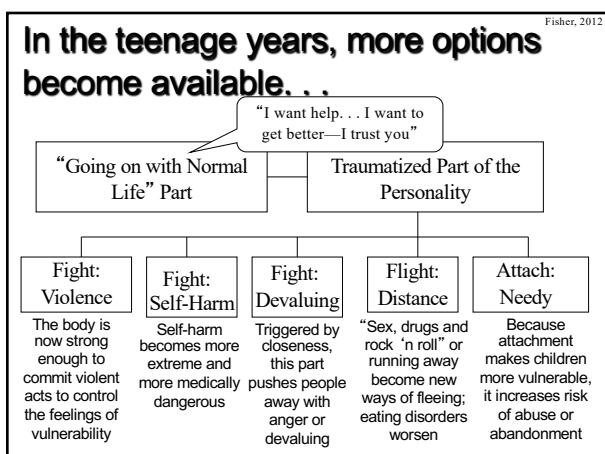 Fisher, 2012
In the teenage years, more options
become available. . .
“I want help. . . I want to
get better—I trust you”
“Going on with Normal
Life” Part
Traumatized Part of the
Personality
Fight:
Violence
The body is
now strong
enough to
commit violent
acts to control
the feelings of
vulnerability
Fight:
Self-Harm
Self-harm
becomes more
extreme and
more medically
dangerous
Fight:
Devaluing
Triggered by
closeness,
this part
pushes people
away with
anger or
devaluing
Flight:
Distance
“Sex, drugs and
rock ‘n roll” or
running away
become new
ways of fleeing;
eating disorders
worsen
Attach:
Needy
Because
attachment
makes children
more vulnerable,
it increases risk
of abuse or
abandonment